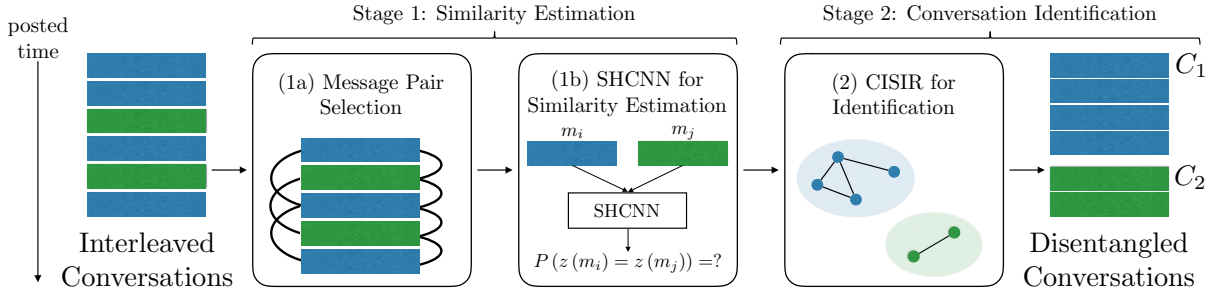 Stage 1: Similarity Estimation
Stage 2: Conversation Identification
posted
time
Interleaved
Conversations
(1a) Message Pair
Selection
(1b) SHCNN for
Similarity Estimation
m_i
m_j
SHCNN
P (z (m_i) = z (m_j)) =?
(2) CISIR for
Identification
C_1
C_2
Disentangled
Conversations